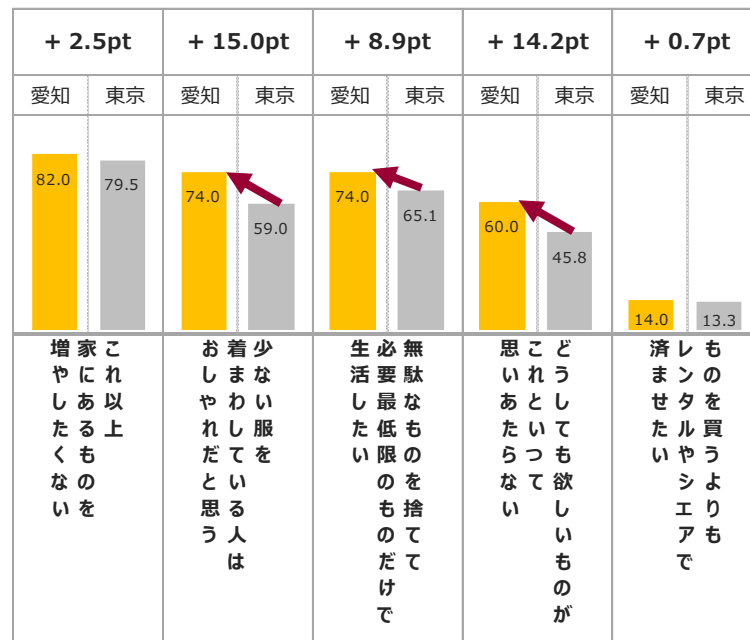 + 2.5pt
+ 15.0pt
+ 8.9pt
+ 14.2pt
+ 0.7pt
愛知
東京
愛知
東京
愛知
東京
愛知
東京
愛知
東京
82.0
79.5
74.0
59.0
74.0
65.1
60.0
45.8
14.0
13.3
これ以上
家にあるものを
増やしたくない
少ない服を
着まわしている人は
おしゃれだと思う
無駄なものを捨てて
必要最低限のものだけで
生活したい
どうしても欲しいものが
これといつて
思いあたらない
ものを買うよりも
レンタルやシエアで
済ませたい